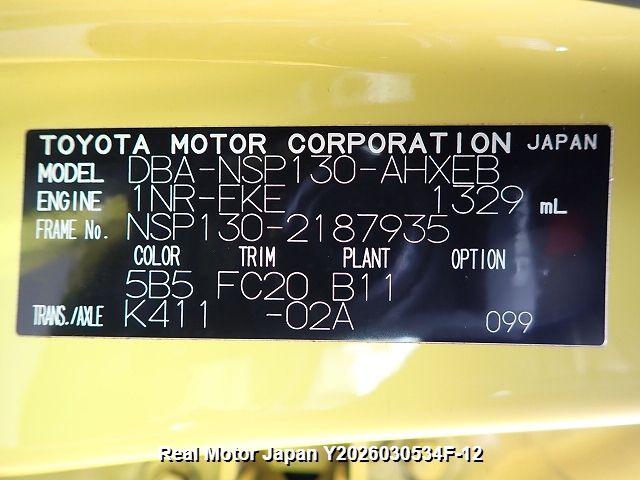 TOYOTA MOTOR CORPORATION JAPAN
MODEL DBA-NSP130-AHXEB
ENGINE 1NR-FKE 1329 mL
FRAME No. NSP130-2187935
COLOR TRIM PLANT OPTION
5B5 FC20 B11
TRANS./AXLE K411 -02A 099
Real Motor Japan Y2026030534F-12